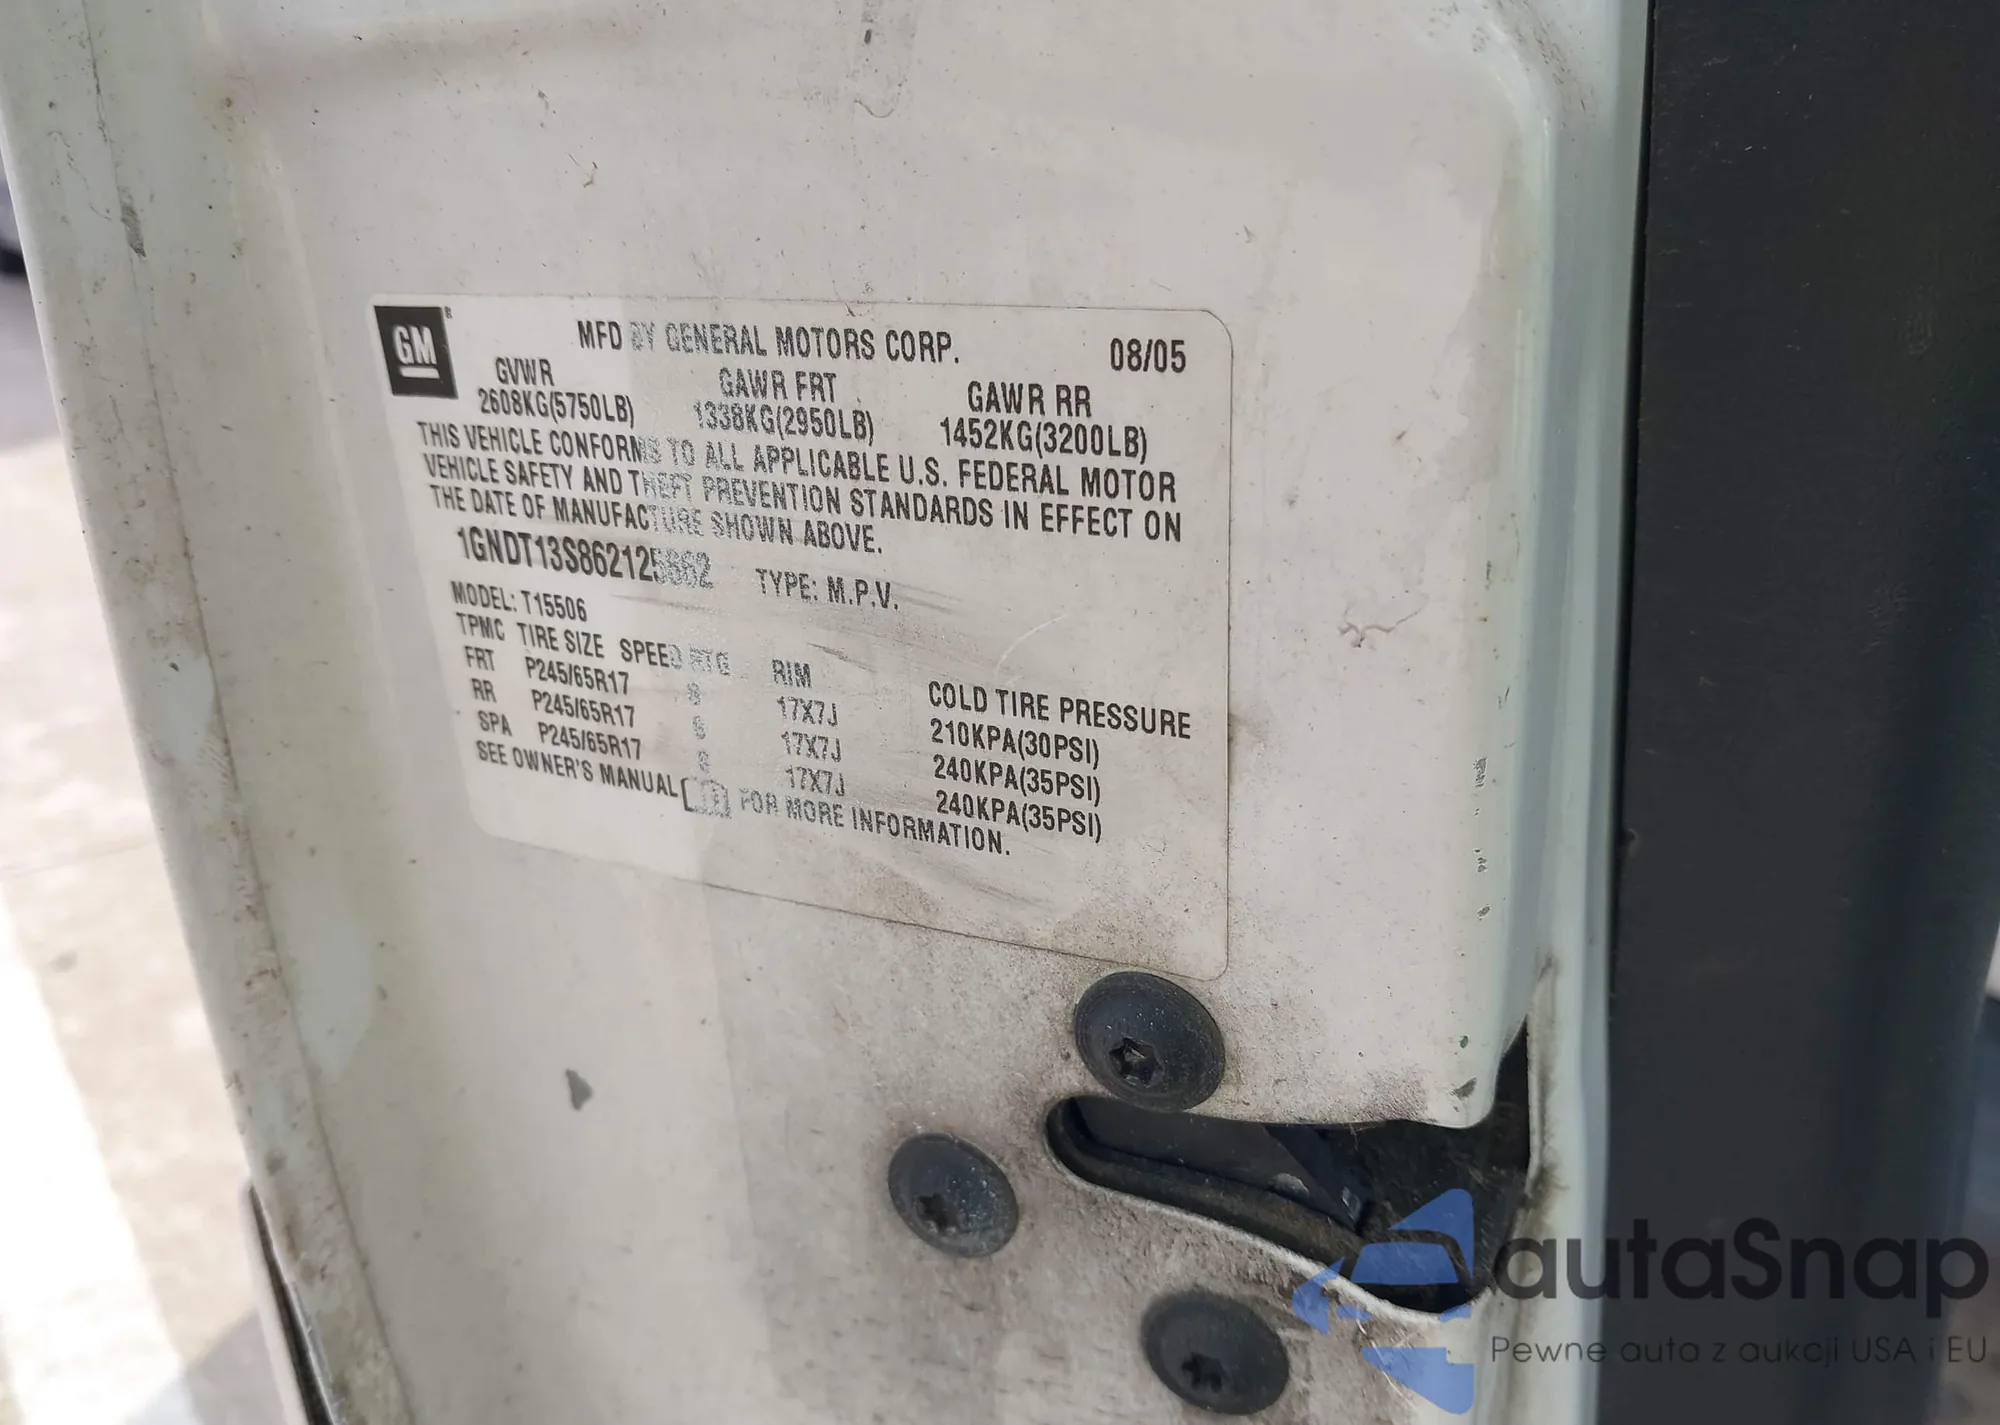 GM
MFD BY GENERAL MOTORS CORP. 08/05
GVWR GAWR FRT GAWR RR
2608KG(5750LB) 1338KG(2950LB) 1452KG(3200LB)
THIS VEHICLE CONFORMS TO ALL APPLICABLE U.S. FEDERAL MOTOR
VEHICLE SAFETY AND THEFT PREVENTION STANDARDS IN EFFECT ON
THE DATE OF MANUFACTURE SHOWN ABOVE.
TYPE: M.P.V.
MODEL: T15506
TPMC TIRE SIZE SPEED RTG RIM COLD TIRE PRESSURE
FRT P245/65R17 S 17X7J 210KPA(30PSI)
RR P245/65R17 S 17X7J 240KPA(35PSI)
SPA P245/65R17 S 17X7J 240KPA(35PSI)
SEE OWNER'S MANUAL FOR MORE INFORMATION.
autaSnap
Pewne auta z aukcji USA i EU